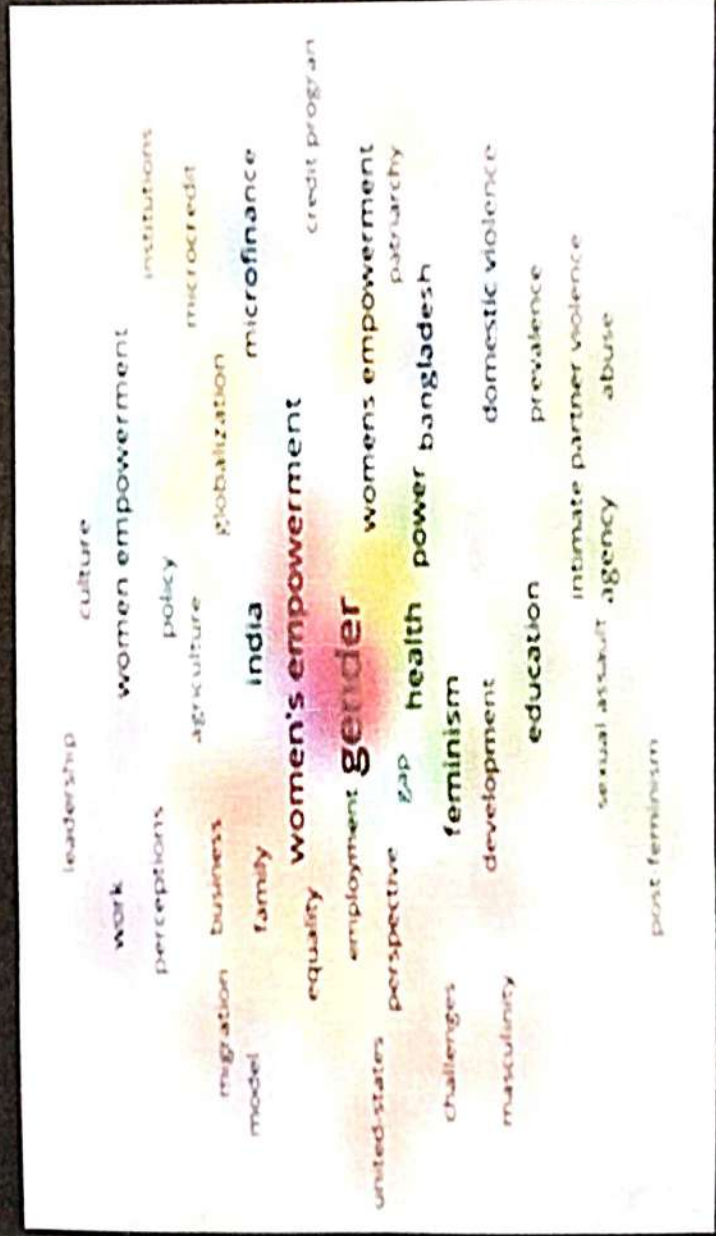 leadership
culture
work
women empowerment
perceptions
policy
institutions
agriculture
microcredit
migration
business
globalization
model
family
india
microfinance
equality
women's empowerment
credit progran
employment
gender
womens empowerment
united-states
perspective
gap
health
power
patriarchy
bangladesh
challenges
feminism
development
domestic violence
masculinity
education
prevalence
intimate partner violence
sexual assault
agency
abuse
post-feminism